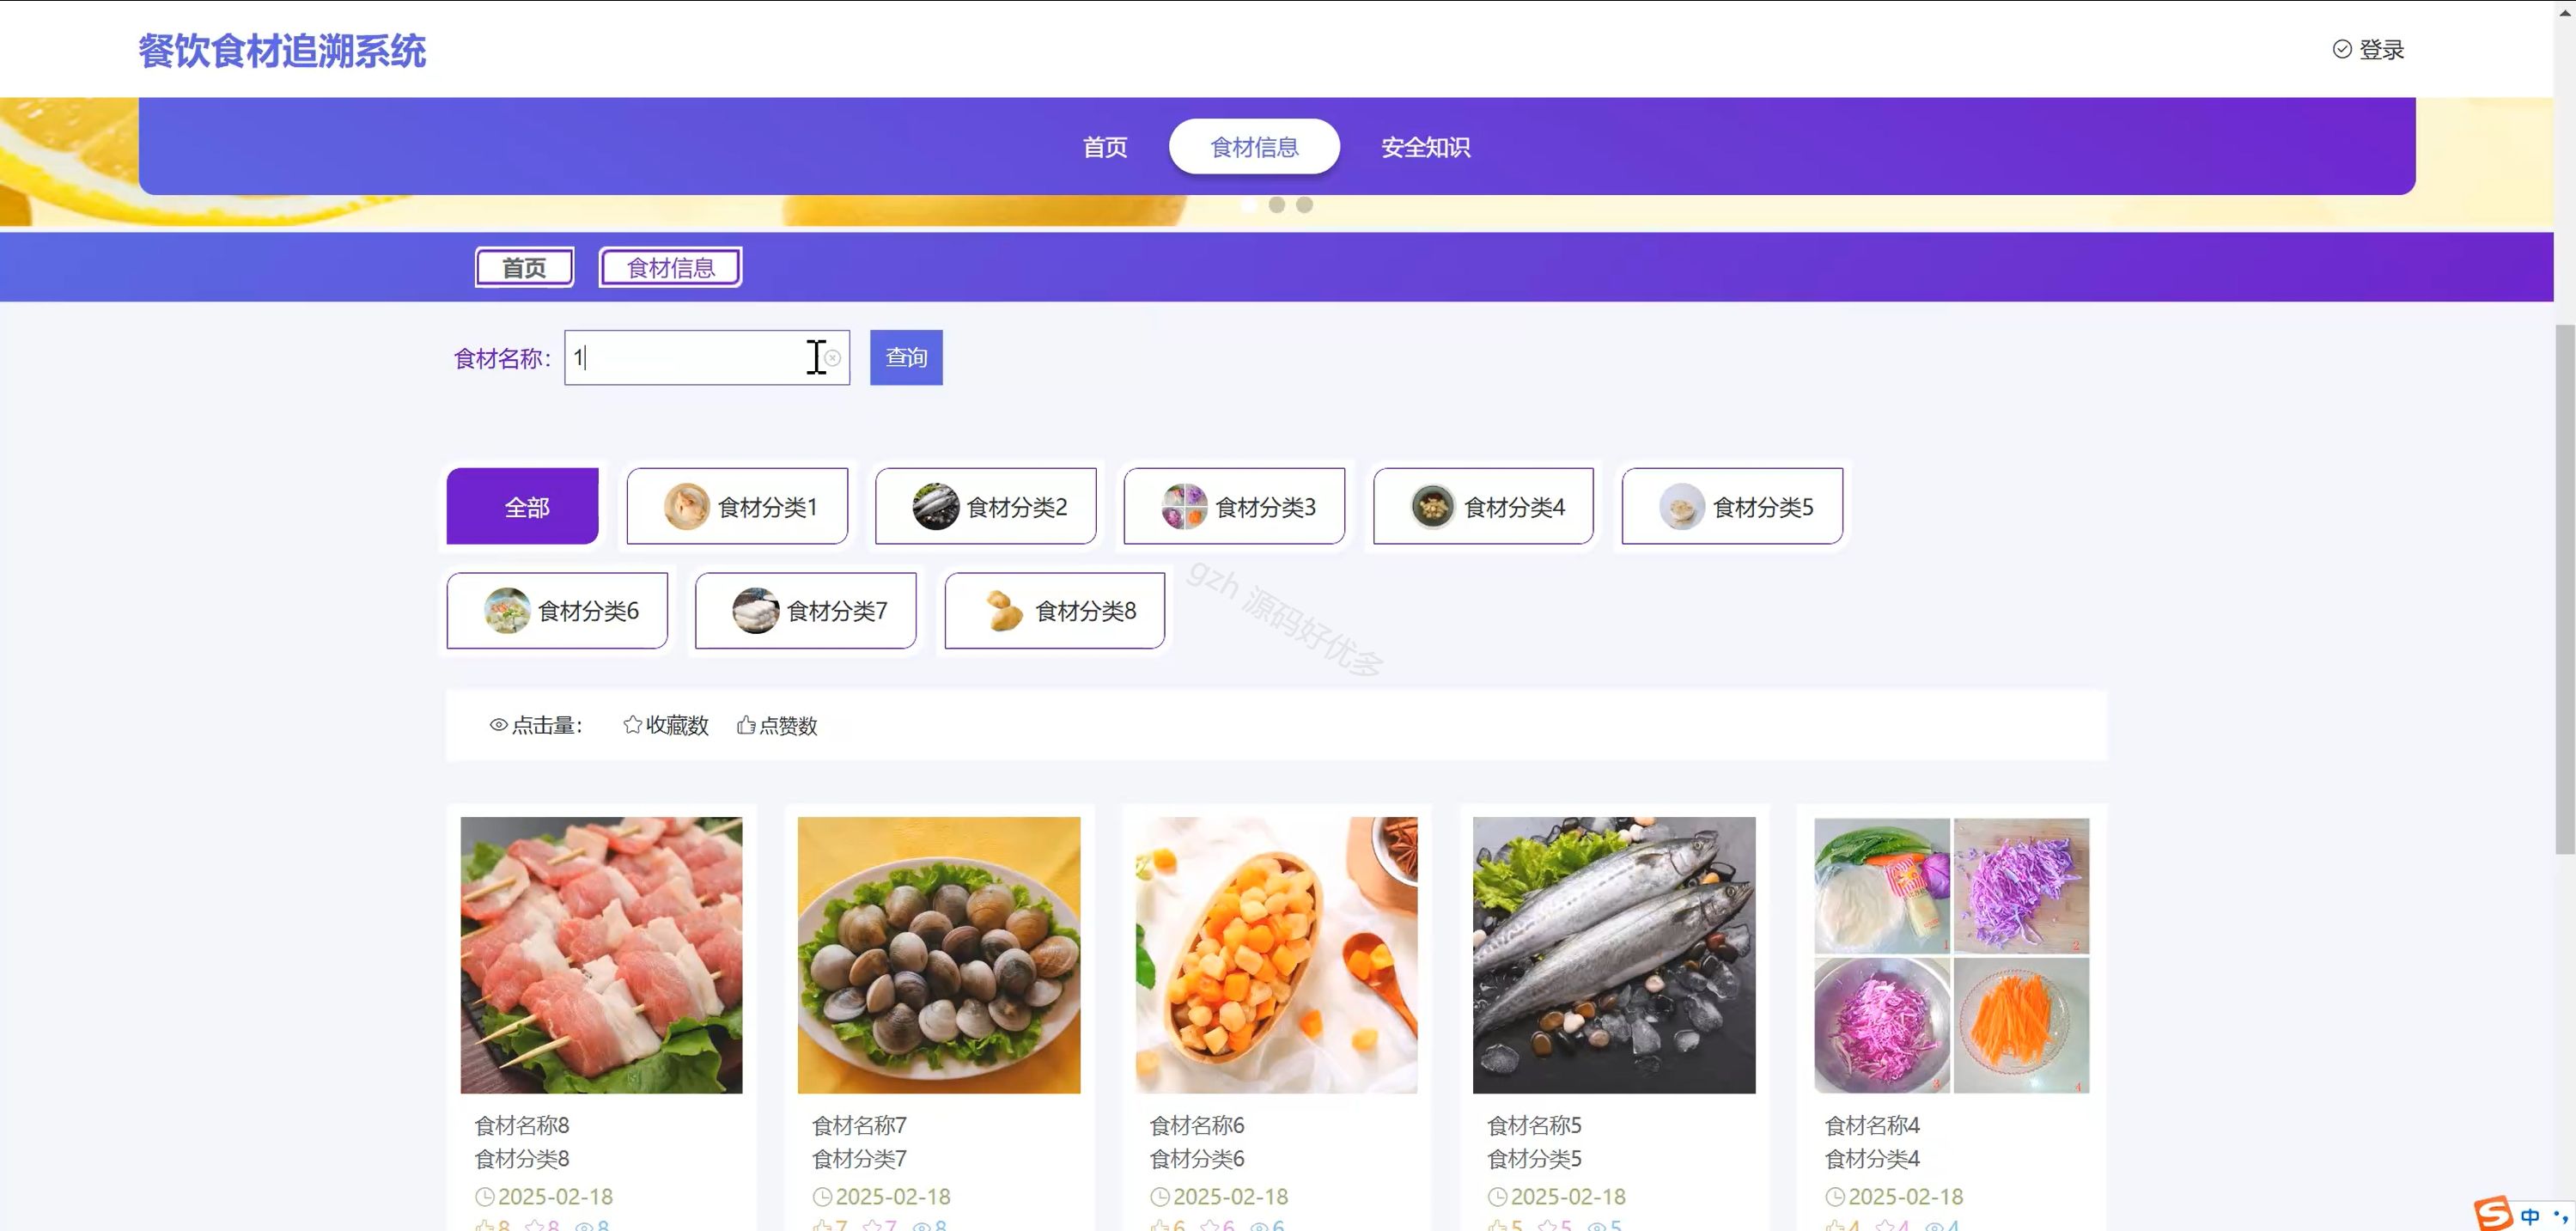 餐饮食材追溯系统
登录
首页 食材信息 安全知识
首页 食材信息
食材名称： 1 查询
全部 食材分类1 食材分类2 食材分类3 食材分类4 食材分类5
食材分类6 食材分类7 食材分类8
gzh 源码好优多
点击量： 收藏数 点赞数
1 2
3 4
食材名称8 食材名称7 食材名称6 食材名称5 食材名称4
食材分类8 食材分类7 食材分类6 食材分类5 食材分类4
2025-02-18 2025-02-18 2025-02-18 2025-02-18 2025-02-18
8 8 8 7 7 8 6 6 6 5 5 5 4 4 4
中